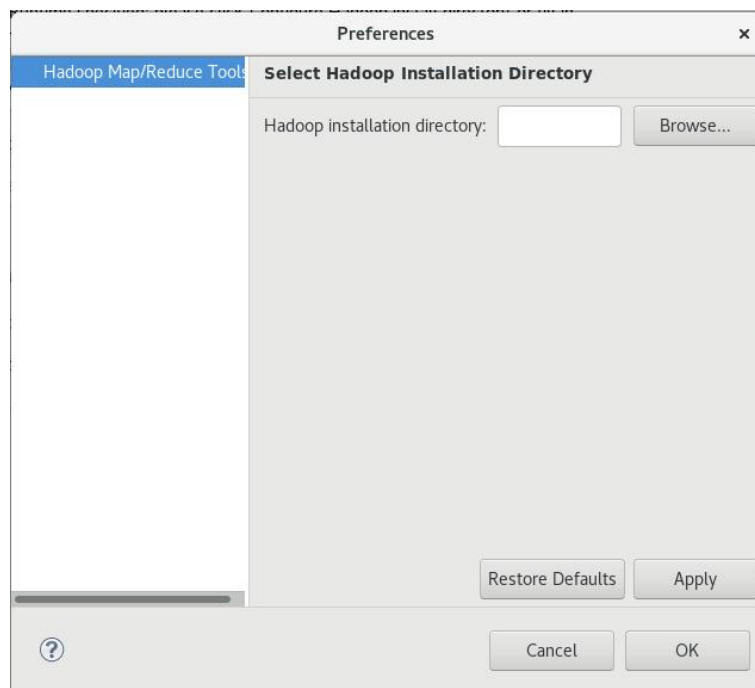 Preferences
Hadoop Map/Reduce Tools
Select Hadoop Installation Directory
Hadoop installation directory:
Browse...
Restore Defaults
Apply
?
Cancel
OK